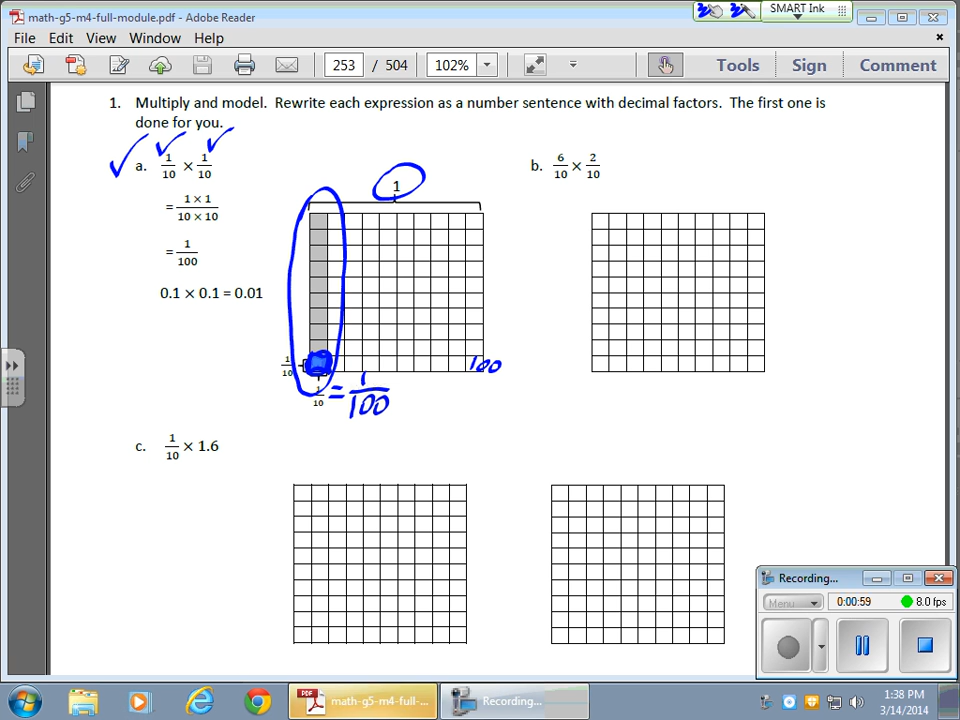 math-g5-m4-full-module.pdf - Adobe Reader
SMART Ink
File Edit View Window Help
253 / 504 102% Tools Sign Comment
1. Multiply and model. Rewrite each expression as a number sentence with decimal factors. The first one is
done for you.
a. 1/10 × 1/10
= 1 × 1 / 10 × 10
= 1/100
0.1 × 0.1 = 0.01
1
1/10
100
1/10 = 1/100
b. 6/10 × 2/10
c. 1/10 × 1.6
Recording...
Menu 0:00:59 8.0 fps
math-g5-m4-full-... Recording... 1:38 PM
3/14/2014